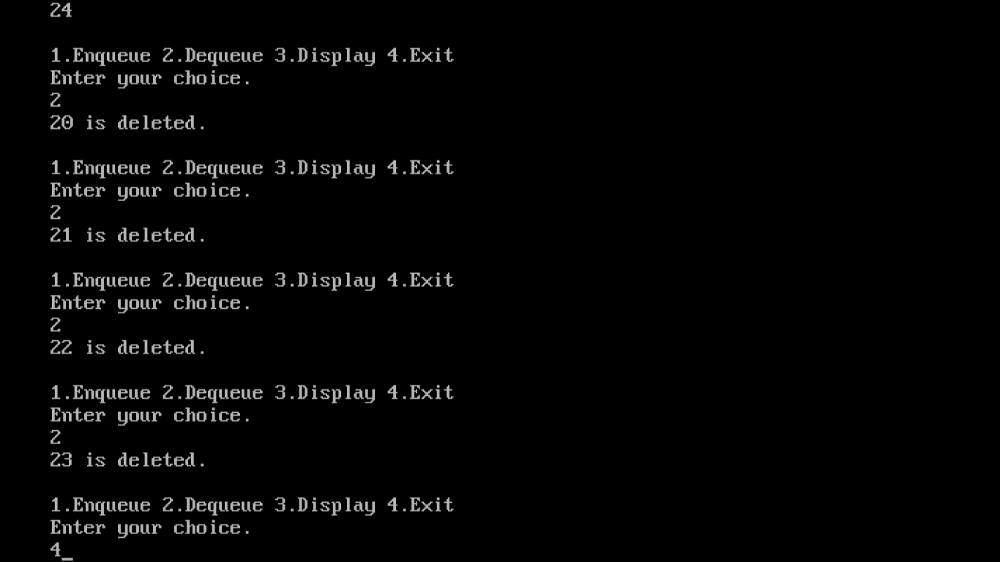 24
1.Enqueue 2.Dequeue 3.Display 4.Exit
Enter your choice.
2
20 is deleted.
1.Enqueue 2.Dequeue 3.Display 4.Exit
Enter your choice.
2
21 is deleted.
1.Enqueue 2.Dequeue 3.Display 4.Exit
Enter your choice.
2
22 is deleted.
1.Enqueue 2.Dequeue 3.Display 4.Exit
Enter your choice.
2
23 is deleted.
1.Enqueue 2.Dequeue 3.Display 4.Exit
Enter your choice.
4_